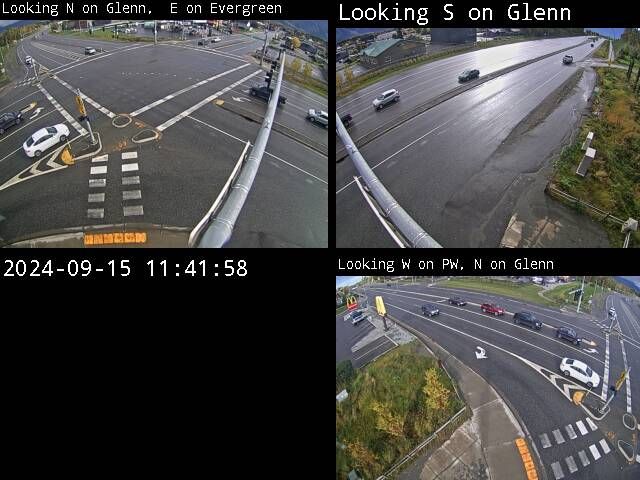 Looking N on Glenn, E on Evergreen
Looking S on Glenn
2024-09-15 11:41:58
Looking W on PW, N on Glenn